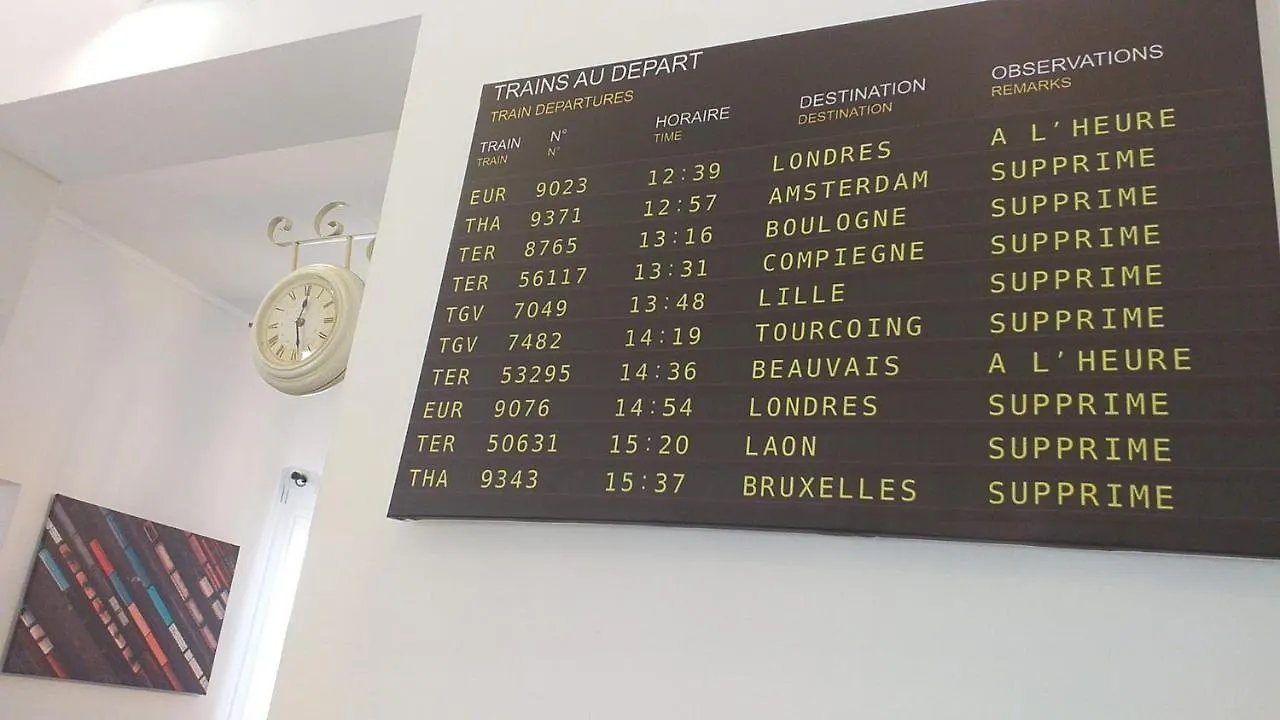 TRAINS AU DEPART
TRAIN DEPARTURES
TRAIN N° HORAIRE DESTINATION OBSERVATIONS
TRAIN N° TIME DESTINATION REMARKS
EUR 9023 12:39 LONDRES A L'HEURE
THA 9371 12:57 AMSTERDAM SUPPRIME
TER 8765 13:16 BOULOGNE SUPPRIME
TER 56117 13:31 COMPIEGNE SUPPRIME
TGV 7049 13:48 LILLE SUPPRIME
TGV 7482 14:19 TOURCOING SUPPRIME
TER 53295 14:36 BEAUVAIS A L'HEURE
EUR 9076 14:54 LONDRES SUPPRIME
TER 50631 15:20 LAON SUPPRIME
THA 9343 15:37 BRUXELLES SUPPRIME